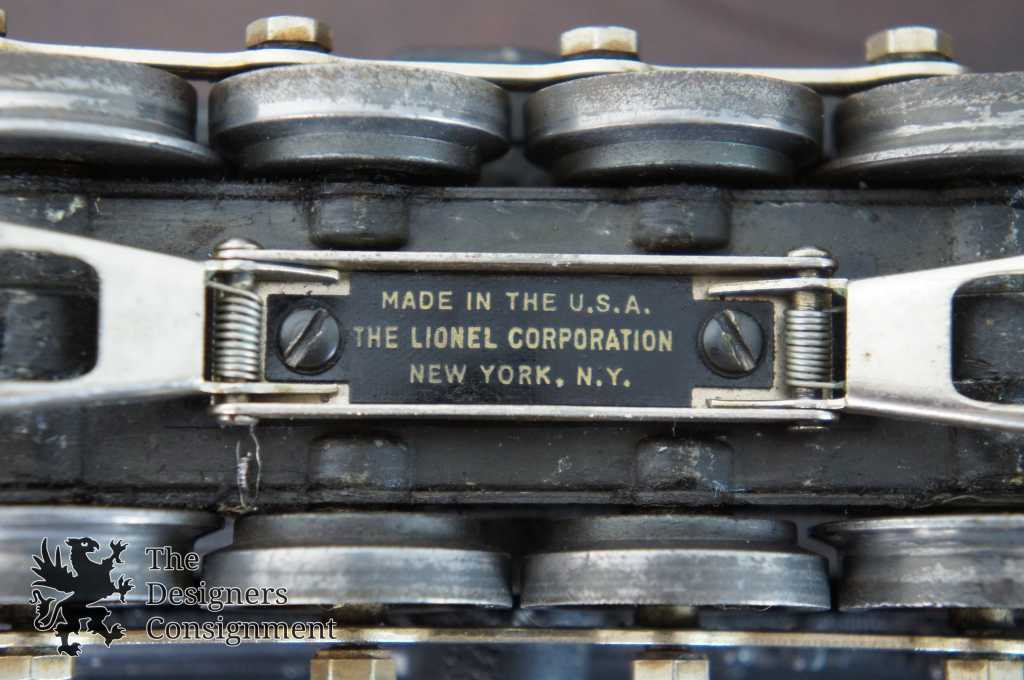 MADE IN THE U.S.A.
THE LIONEL CORPORATION
NEW YORK, N.Y.
The
Designers
Consignment